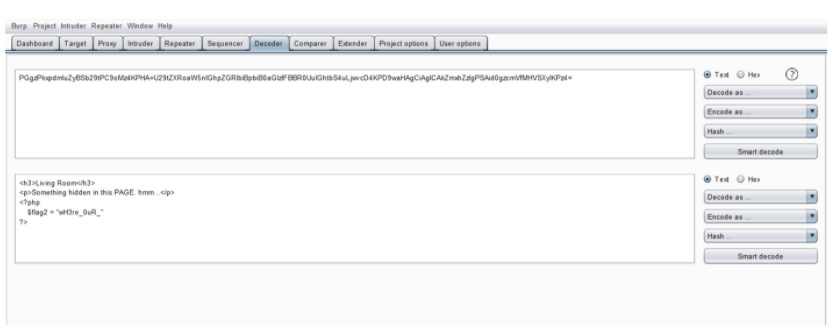 Burp Project Intruder Repeater Window Help
Dashboard Target Proxy Intruder Repeater Sequencer Decoder Comparer Extender Project options User options
PGgzPkxpdmluZyBSb29tPC9oMz4KPHA+U29tZXRoaW5nIGhpZGRlbiBpbiB0aGlzIFBBR0UuIGhtbS4uLjwvcD4KPD9waHAgCiAgICAkZmxhZzIgPSAid0gzcmVfMHVSXyIKPz4=
Text Hex ?
Decode as ...
Encode as ...
Hash ...
Smart decode
<h3>Living Room</h3>
<p>Something hidden in this PAGE. hmm...</p>
<?php
$flag2 = "wH3re_0uR_"
?>
Text Hex
Decode as ...
Encode as ...
Hash ...
Smart decode